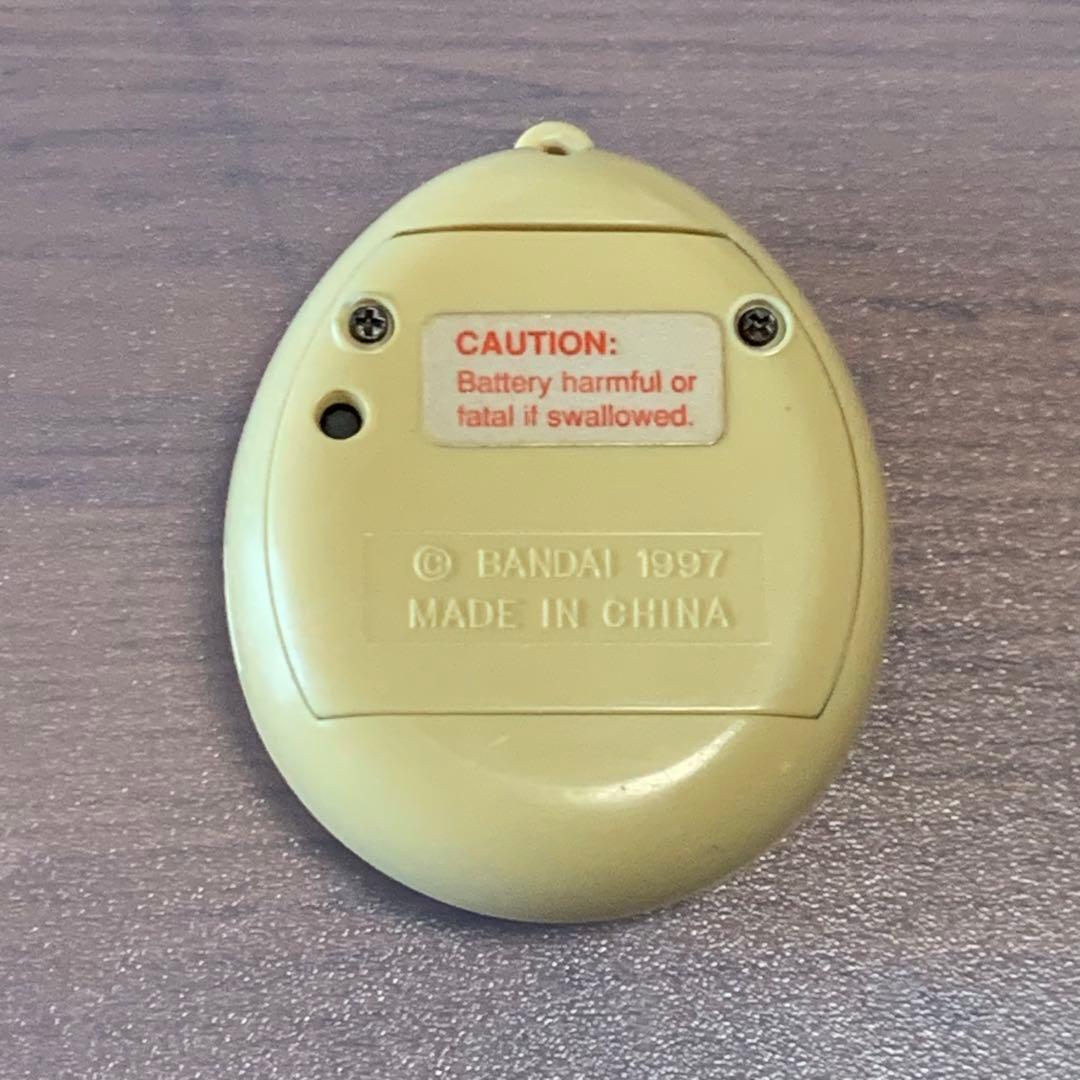 CAUTION:
Battery harmful or
fatal if swallowed.
© BANDAI 1997
MADE IN CHINA